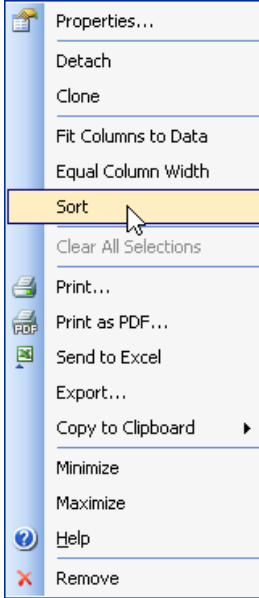 Properties...
Detach
Clone
Fit Columns to Data
Equal Column Width
Sort
Clear All Selections
Print...
PDF
Print as PDF...
Send to Excel
Export...
Copy to Clipboard
Minimize
Maximize
Help
Remove